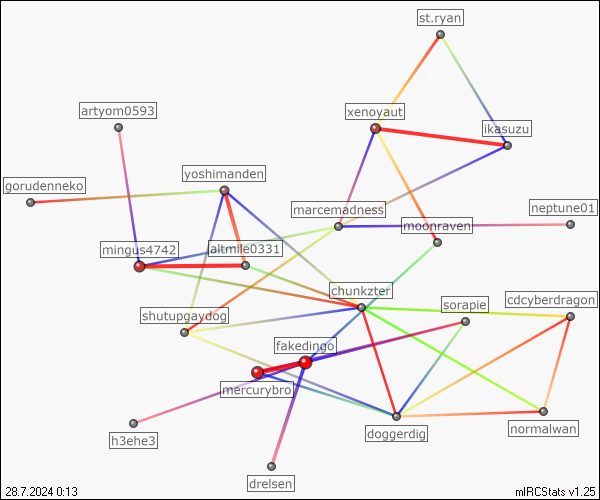 st.ryan
artyom0593
xenoyaut
ikasuzu
gorudenneko
yoshimanden
marcemadness
neptune01
moonraven
mingus4742
chunkzter
sorapie
cdcyberdragon
shutupgaydog
fakedingo
mercurybro
h3ehe3
doggerdig
normalwan
drelsen
28.7.2024 0:13
mIRCStats v1.25